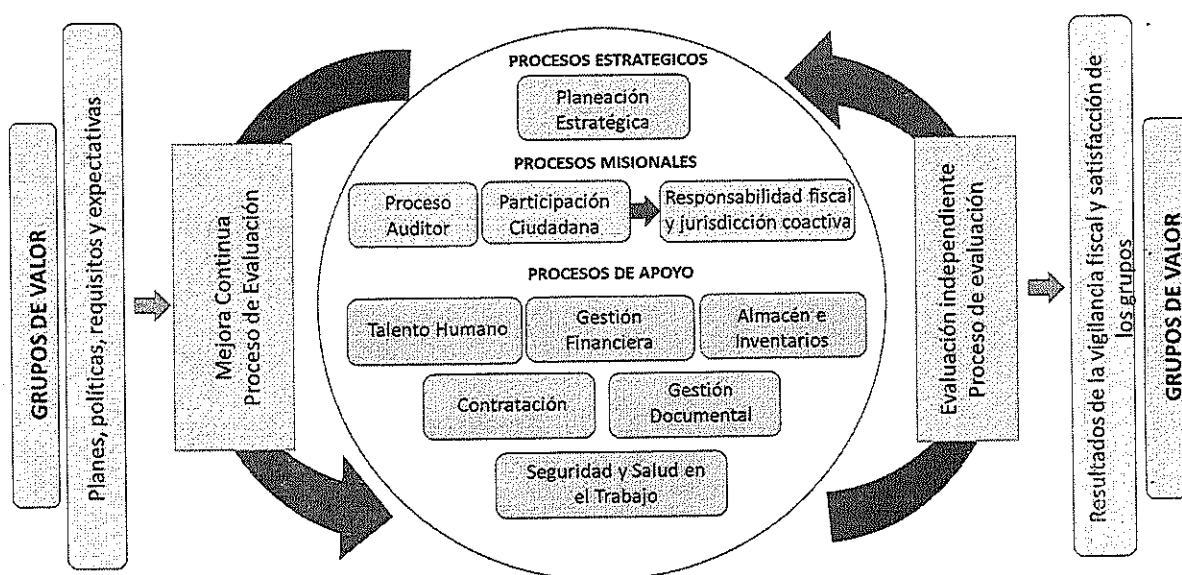 GRUPOS DE VALOR
Planes, políticas, requisitos y expectativas
Mejora Continua
Proceso de Evaluación
PROCESOS ESTRATEGICOS
Planeación
Estratégica
PROCESOS MISIONALES
Proceso
Auditor
Participación
Ciudadana
Responsabilidad fiscal
y jurisdicción coactiva
PROCESOS DE APOYO
Talento Humano
Gestión
Financiera
Almacén e
Inventarios
Contratación
Gestión
Documental
Seguridad y Salud en
el Trabajo
Evaluación independiente
Proceso de evaluación
Resultados de la vigilancia fiscal y satisfacción de
los grupos
GRUPOS DE VALOR